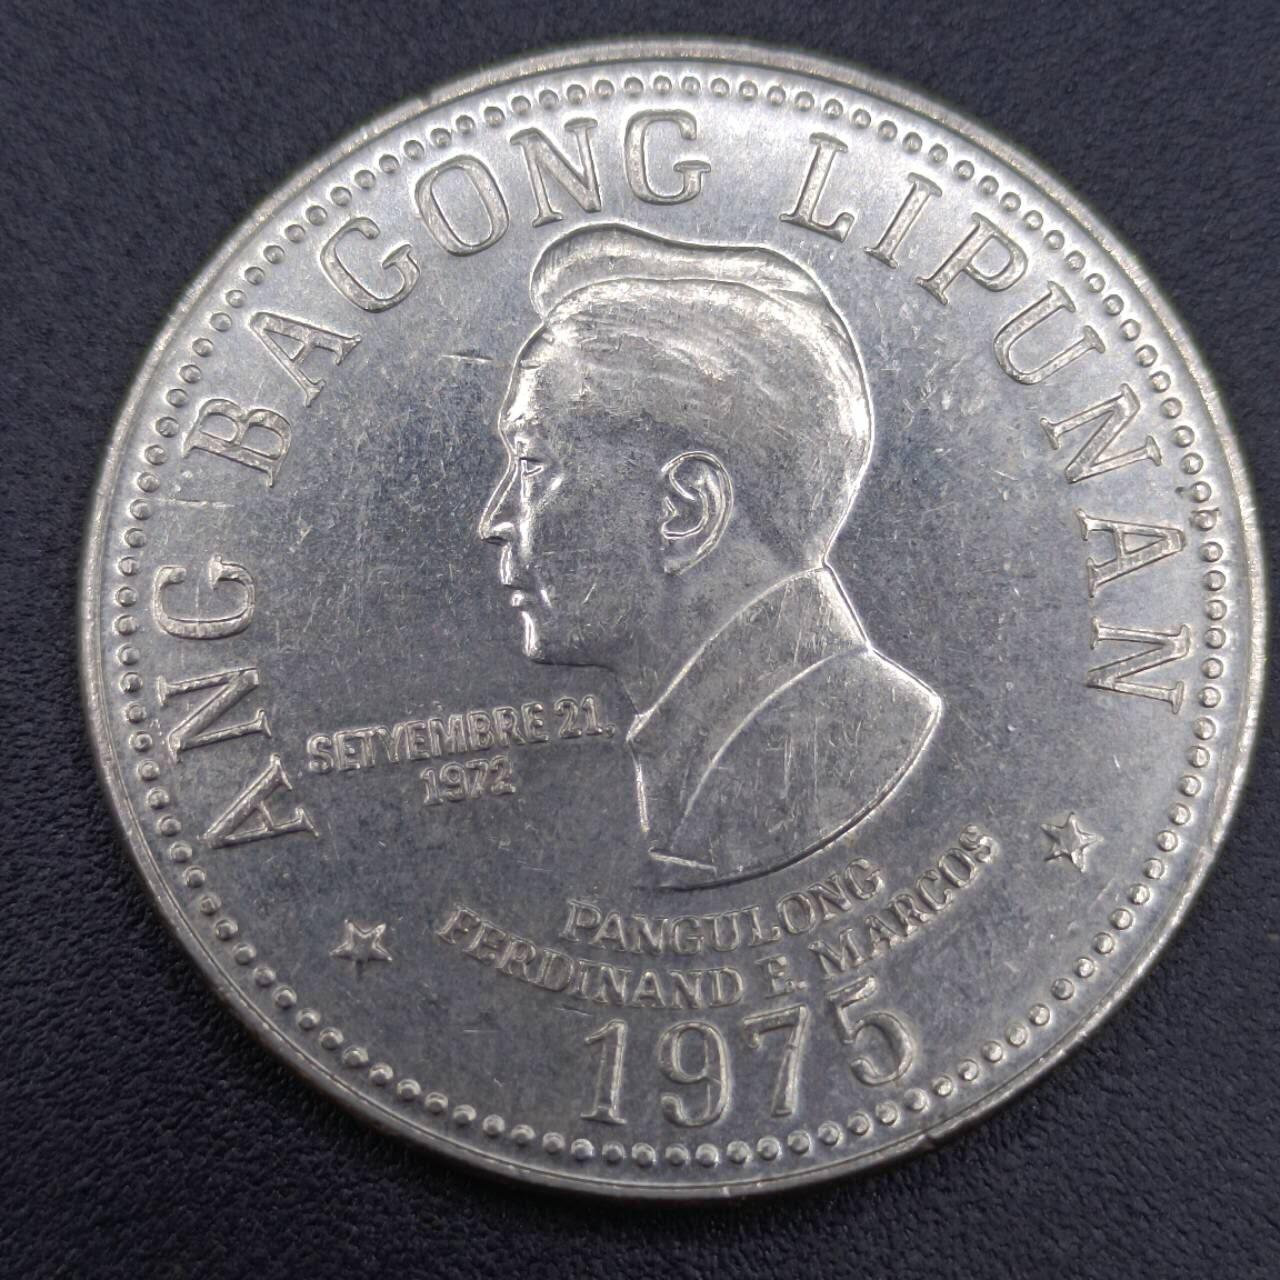 ANG BAGONG LIPUNAN
SETYEMBRE 21,
1972
PANGULONG
FERDINAND E. MARCOS
1975